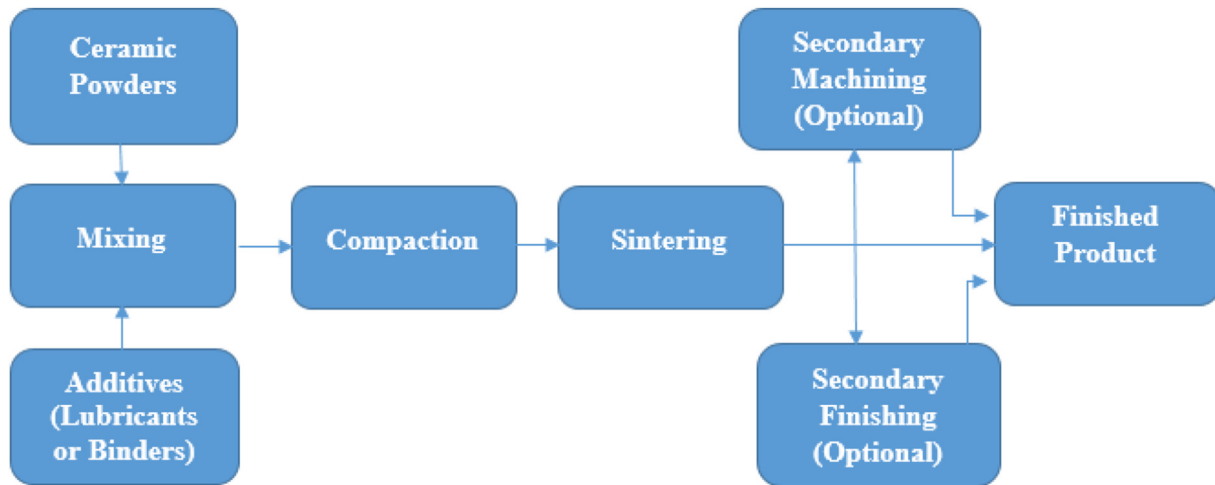 Ceramic
Powders
Mixing
Additives
(Lubricants
or Binders)
Compaction
Sintering
Secondary
Machining
(Optional)
Secondary
Finishing
(Optional)
Finished
Product